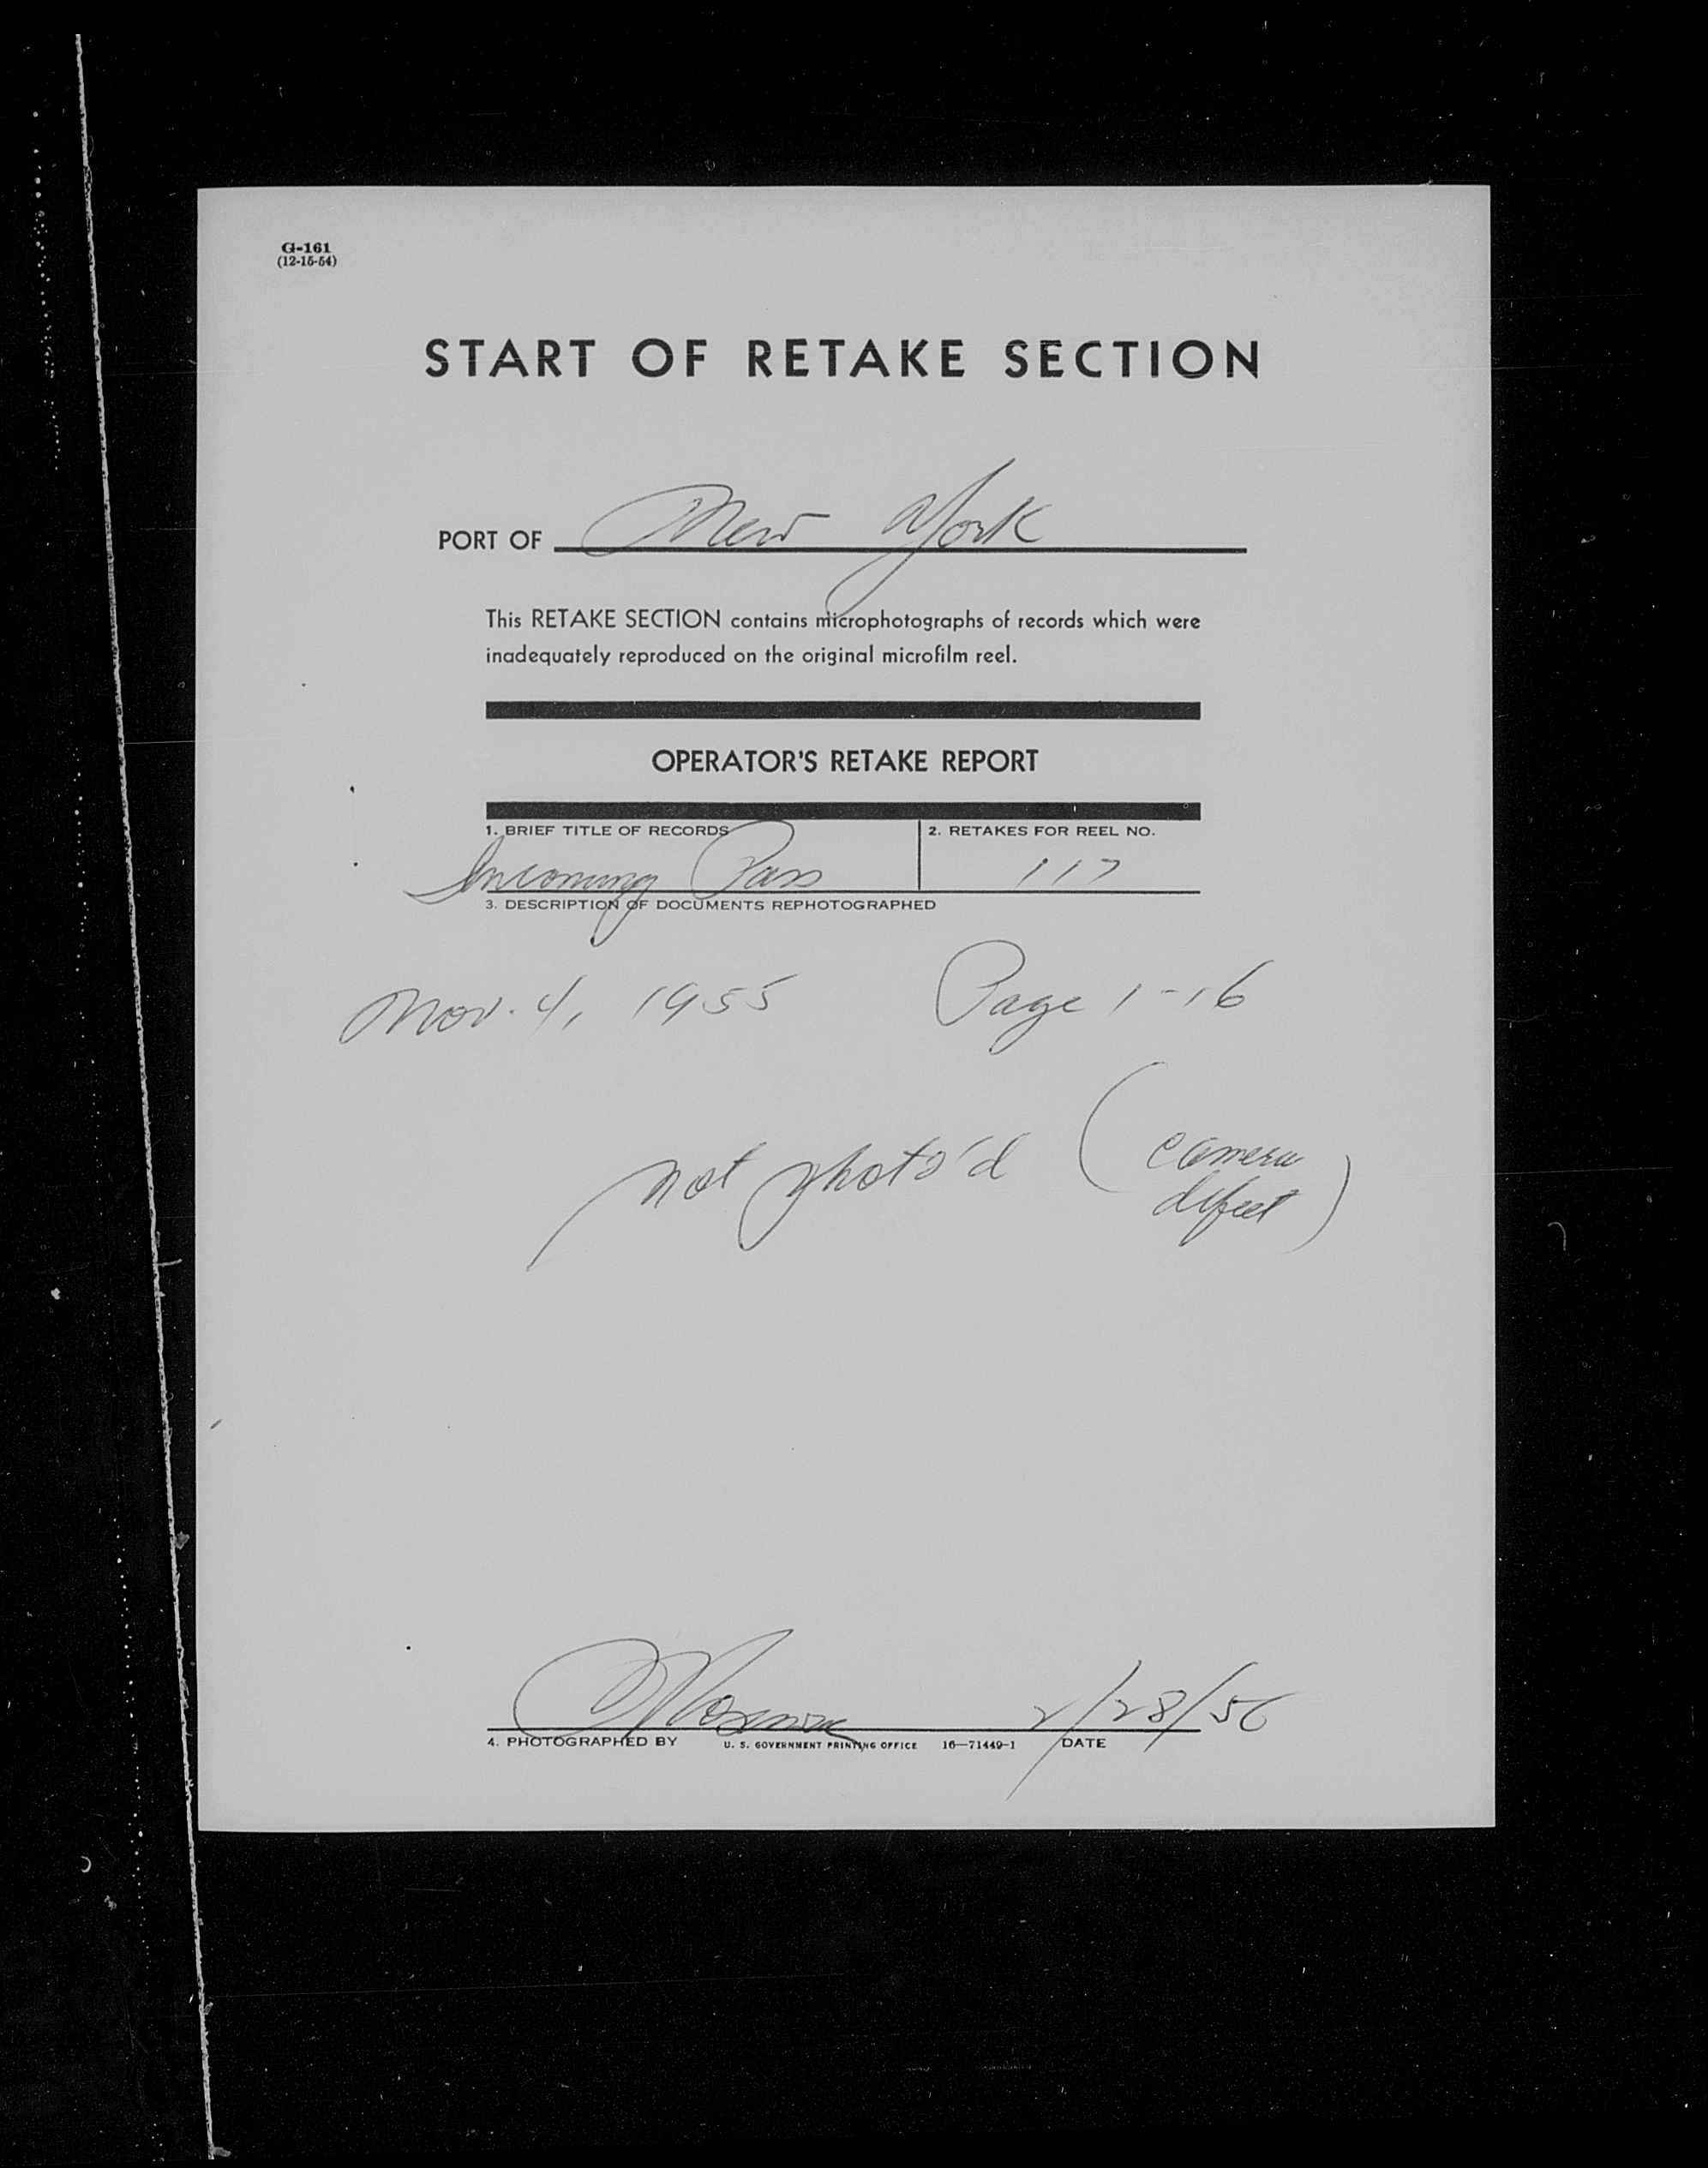 G-161
(12-15-54)
START OF RETAKE SECTION
PORT OF New York
This RETAKE SECTION contains microphotographs of records which were
inadequately reproduced on the original microfilm reel.
OPERATOR'S RETAKE REPORT
1. BRIEF TITLE OF RECORDS 2. RETAKES FOR REEL NO.
Incoming Pass 117
3. DESCRIPTION OF DOCUMENTS REPHOTOGRAPHED
Nov. 4, 1955 Page 1-16
not photo'd (camera
defect)
2/28/56
4. PHOTOGRAPHED BY U. S. GOVERNMENT PRINTING OFFICE 16—71449-1 DATE